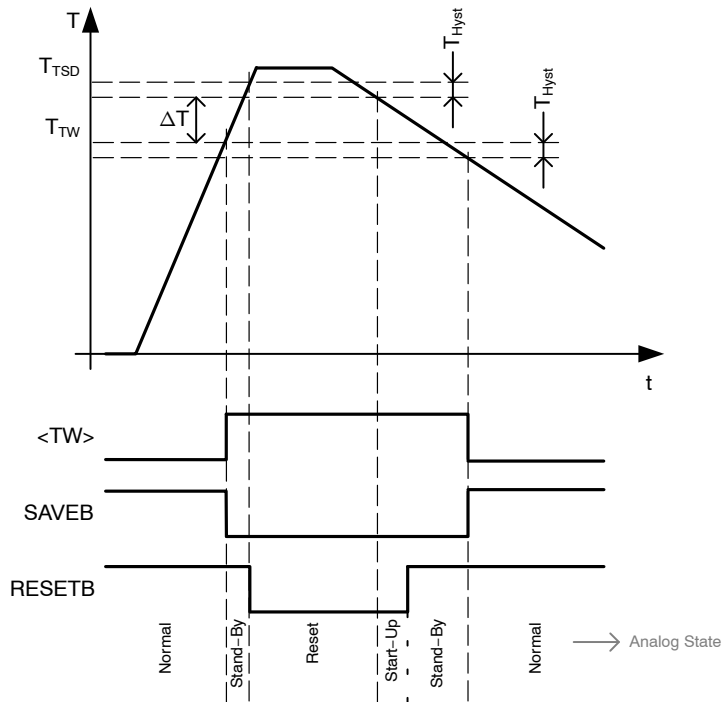 T
T_TSD
T_Hyst
T_Hyst
ΔT
T_TW
t
<TW>
SAVEB
RESETB
Normal
Stand-By
Reset
Start-Up
Stand-By
Normal
Analog State